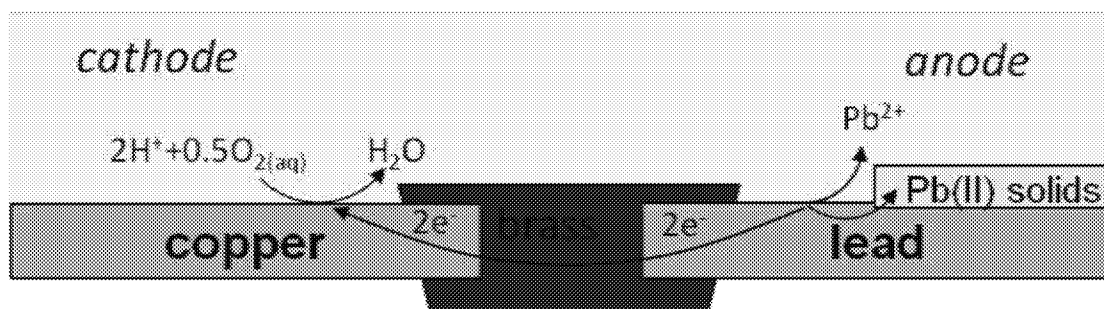 cathode
anode
Pb²⁺
2H⁺+0.5O₂(aq)
H₂O
Pb(II) solids
2e⁻
brass
2e⁻
copper
lead